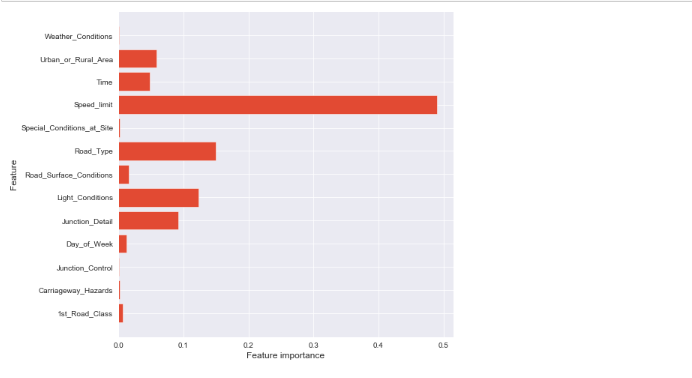 Weather_Conditions
Urban_or_Rural_Area
Time
Speed_limit
Special_Conditions_at_Site
Road_Type
Road_Surface_Conditions
Light_Conditions
Junction_Detail
Day_of_Week
Junction_Control
Carriageway_Hazards
1st_Road_Class
Feature
0.0 0.1 0.2 0.3 0.4 0.5
Feature importance